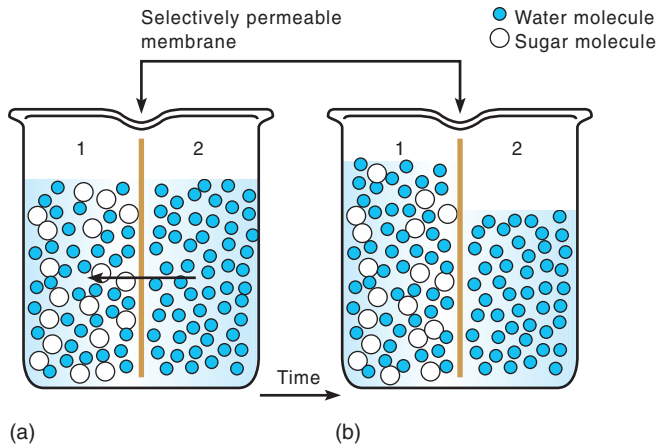 Selectively permeable
membrane
Water molecule
Sugar molecule
1
2
1
2
Time
(a)
(b)